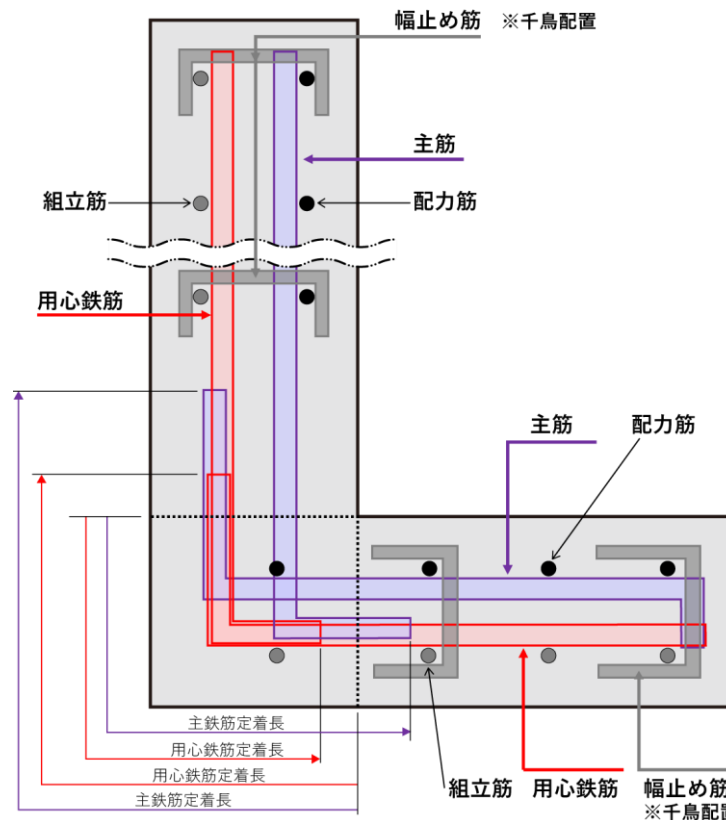 幅止め筋 ※千鳥配置
主筋
組立筋
配力筋
用心鉄筋
主筋
配力筋
主鉄筋定着長
用心鉄筋定着長
用心鉄筋定着長
主鉄筋定着長
組立筋
用心鉄筋
幅止め筋
※千鳥配置